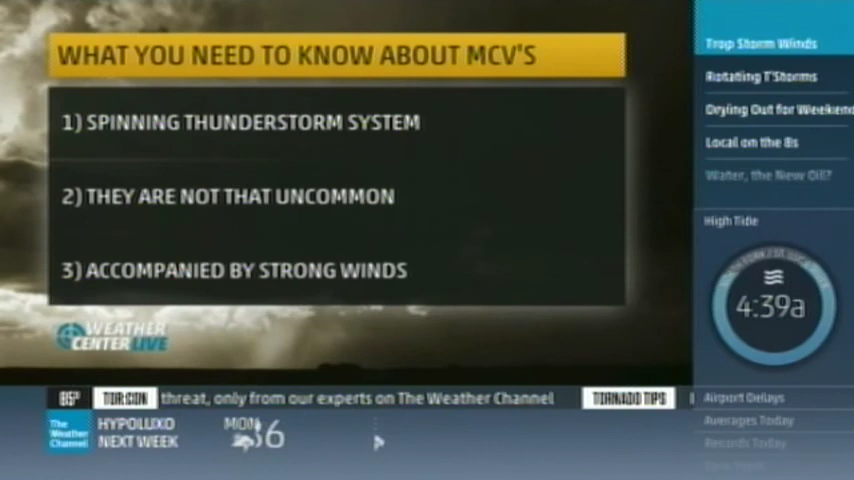 WHAT YOU NEED TO KNOW ABOUT MCV'S
1) SPINNING THUNDERSTORM SYSTEM
2) THEY ARE NOT THAT UNCOMMON
3) ACCOMPANIED BY STRONG WINDS
WEATHER
CENTER LIVE
Trop Storm Winds
Rotating T'Storms
Drying Out for Weekend
Local on the 8s
Water, the New Oil?
High Tide
4:39a
Airport Delays
Averages Today
Records Today
85° TOR:CON threat, only from our experts on The Weather Channel TORNADO TIPS
The
Weather
Channel
HYPOLUXO
NEXT WEEK
MON